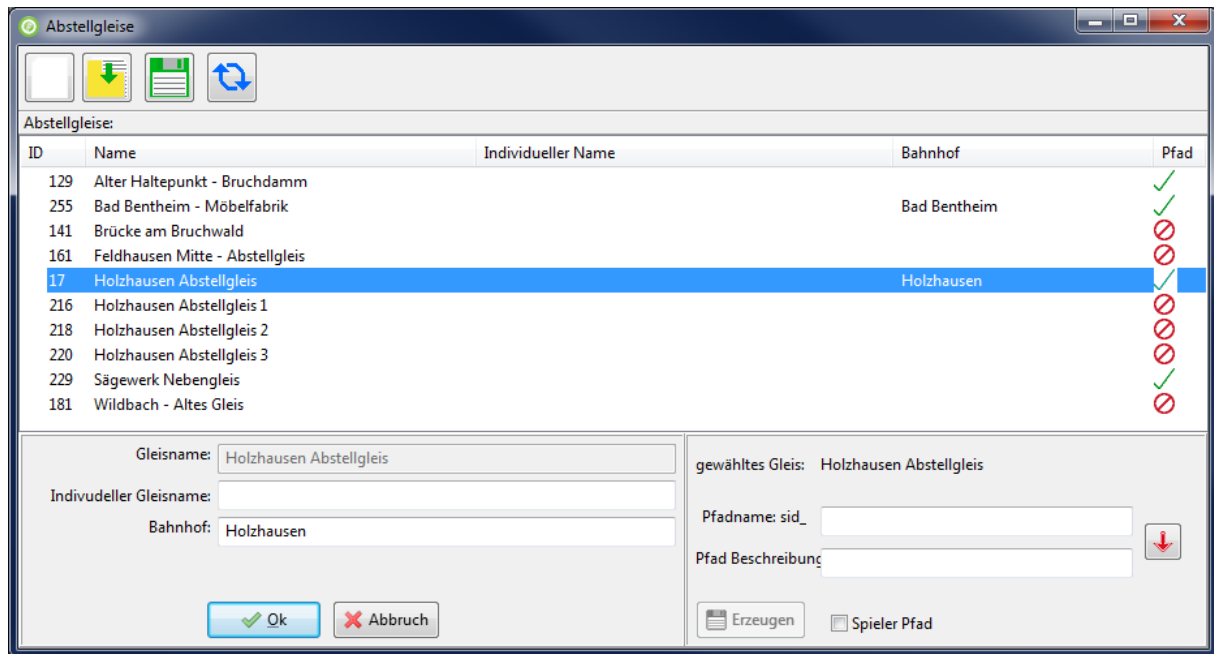 Abstellgleise
Abstellgleise:
ID Name Individueller Name Bahnhof Pfad
129 Alter Haltepunkt - Bruchdamm
255 Bad Bentheim - Möbelfabrik Bad Bentheim
141 Brücke am Bruchwald
161 Feldhausen Mitte - Abstellgleis
17 Holzhausen Abstellgleis Holzhausen
216 Holzhausen Abstellgleis 1
218 Holzhausen Abstellgleis 2
220 Holzhausen Abstellgleis 3
229 Sägewerk Nebengleis
181 Wildbach - Altes Gleis
Gleisname: Holzhausen Abstellgleis
Indivudeller Gleisname:
Bahnhof: Holzhausen
Ok Abbruch
gewähltes Gleis: Holzhausen Abstellgleis
Pfadname: sid_
Pfad Beschreibung
Erzeugen Spieler Pfad